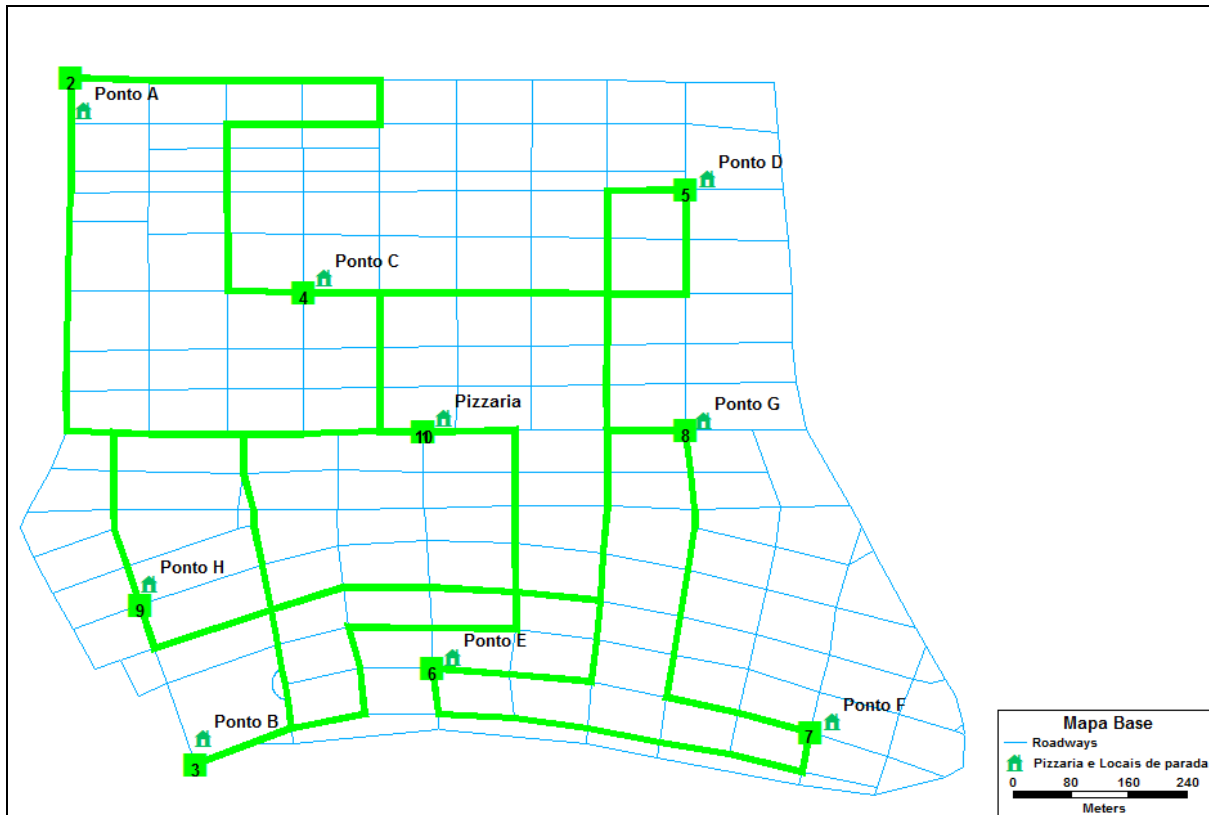 2
Ponto A
Ponto D
5
Ponto C
4
Pizzaria
10
Ponto G
8
Ponto H
9
Ponto E
6
Ponto B
3
Ponto F
7
Mapa Base
Roadways
Pizzaria e Locais de parada
0 80 160 240
Meters